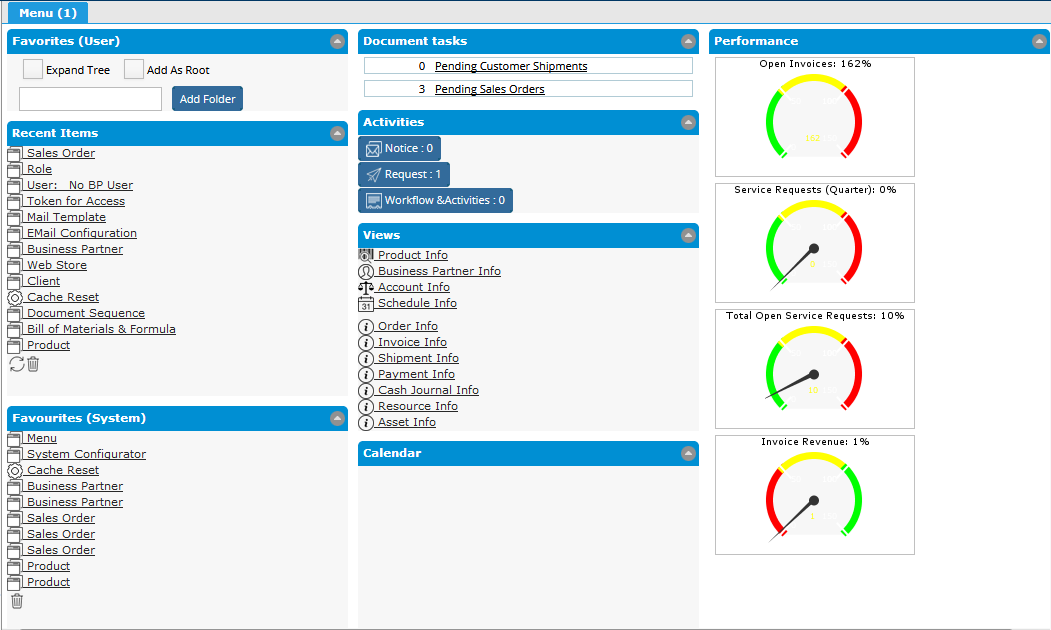 Menu (1)
Favorites (User)
Expand Tree
Add As Root
Add Folder
Recent Items
Sales Order
Role
User: No BP User
Token for Access
Mail Template
EMail Configuration
Business Partner
Web Store
Client
Cache Reset
Document Sequence
Bill of Materials & Formula
Product
Favourites (System)
Menu
System Configurator
Cache Reset
Business Partner
Business Partner
Sales Order
Sales Order
Sales Order
Product
Product
Document tasks
0 Pending Customer Shipments
3 Pending Sales Orders
Activities
Notice : 0
Request : 1
Workflow &Activities : 0
Views
Product Info
Business Partner Info
Account Info
31 Schedule Info
Order Info
Invoice Info
Shipment Info
Payment Info
Cash Journal Info
Resource Info
Asset Info
Calendar
Performance
Open Invoices: 162%
162
Service Requests (Quarter): 0%
0
Total Open Service Requests: 10%
10
Invoice Revenue: 1%
1